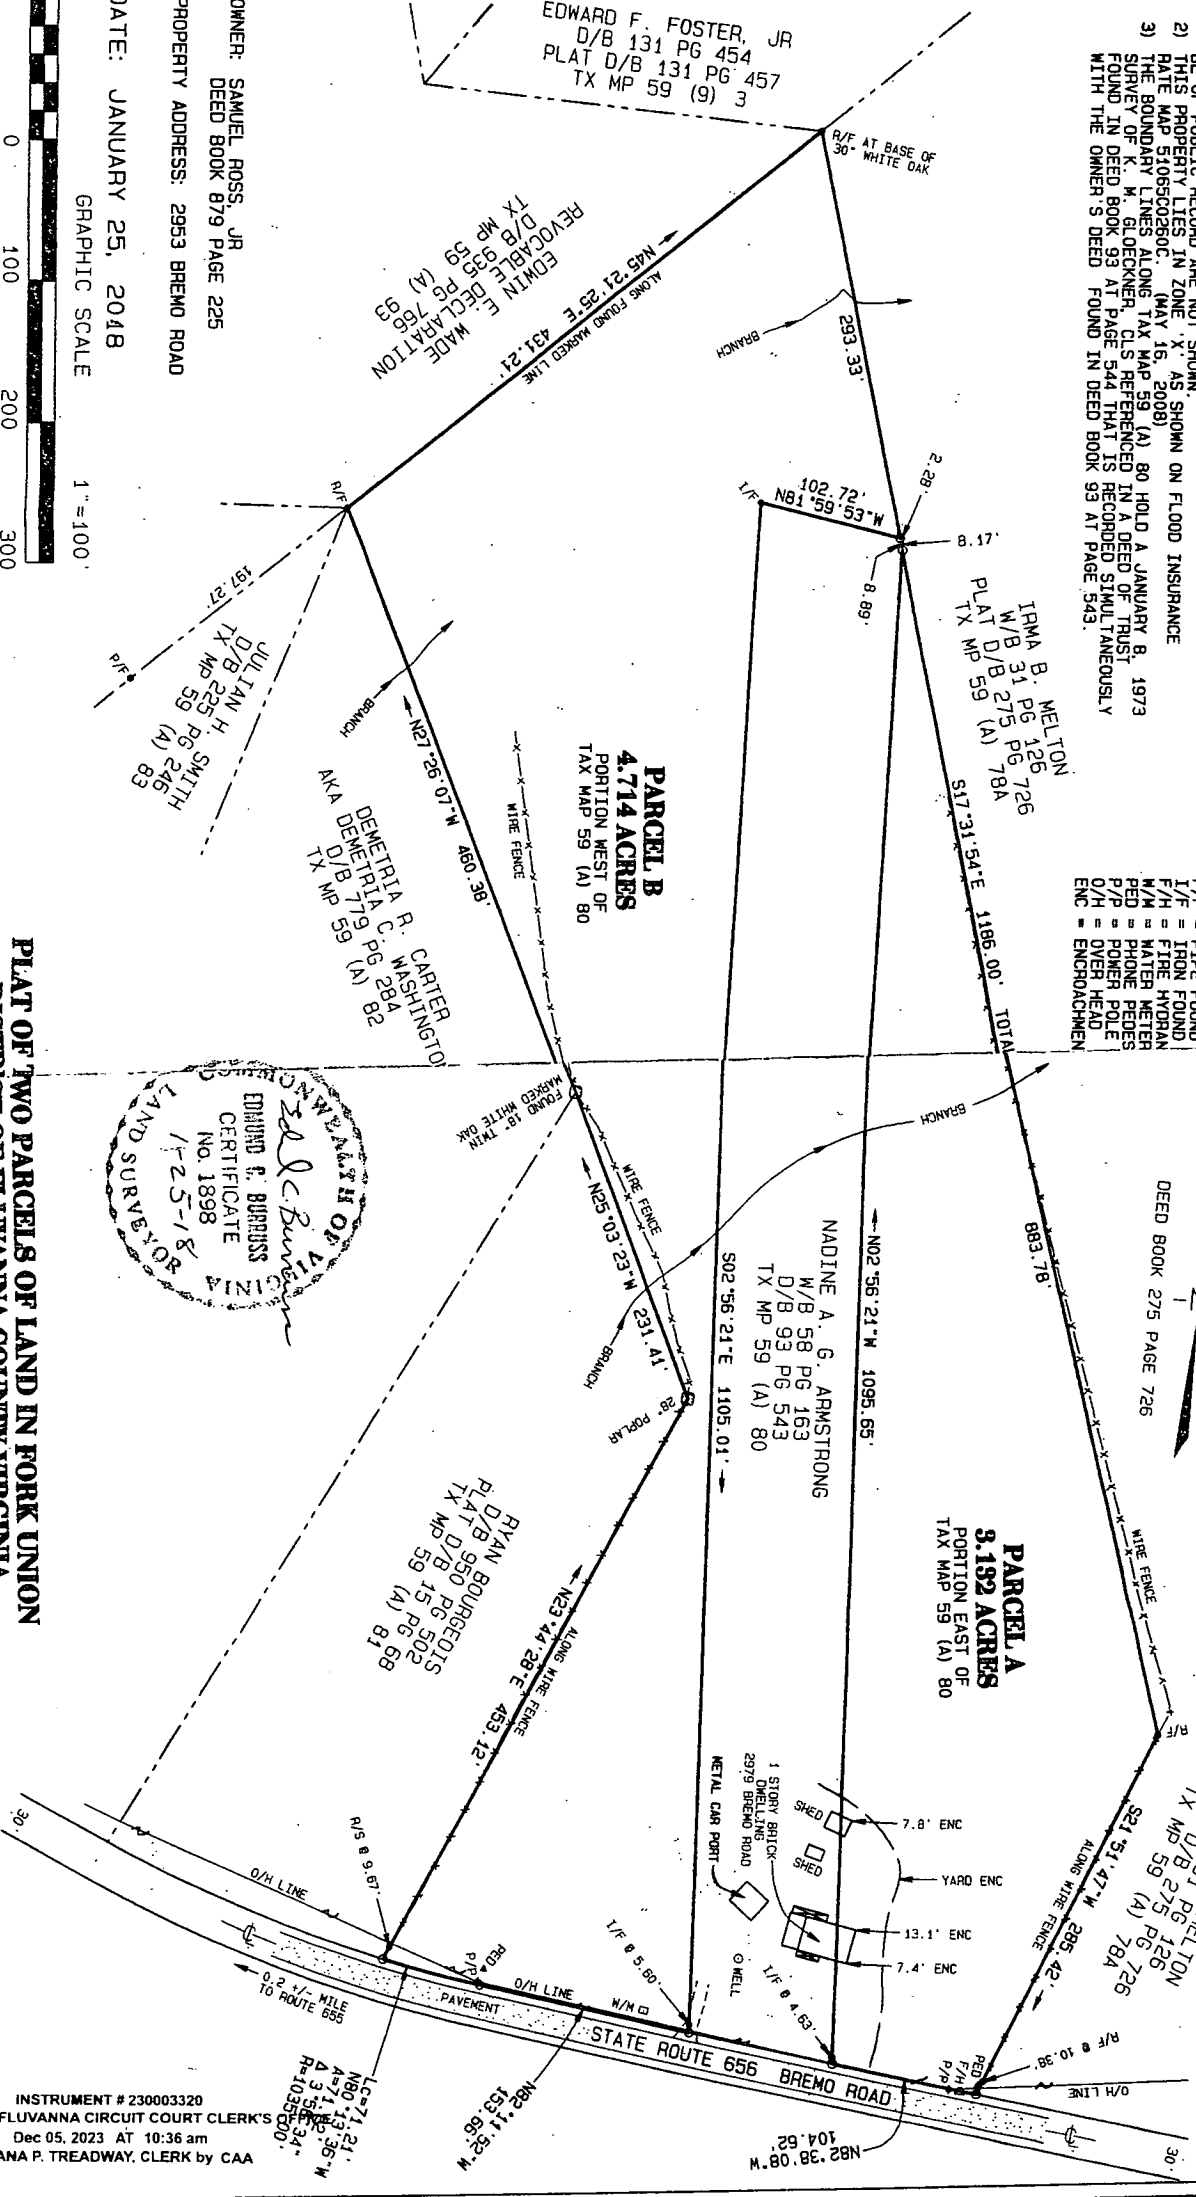 2) THIS PROPERTY LIES IN ZONE 'X' AS SHOWN ON FLOOD INSURANCE
RATE MAP 51065C0260C. (MAY 16, 2008)
3) THE BOUNDARY LINES ALONG TAX MAP 59 (A) 80 HOLD A JANUARY 8, 1973
SURVEY OF K. M. GLOECKNER, CLS REFERENCED IN A DEED OF TRUST
FOUND IN DEED BOOK 93 AT PAGE 544 THAT IS RECORDED SIMULTANEOUSLY
WITH THE OWNER'S DEED FOUND IN DEED BOOK 93 AT PAGE 543.
I/F = IRON FOUND
F/H = FIRE HYDRAN
W/M = WATER METER
PED = PHONE PEDES
P/P = POWER POLE
O/H = OVER HEAD
ENC = ENCROACHMEN
DEED BOOK 275 PAGE 726
EDWARD F. FOSTER, JR
D/B 131 PG 454
PLAT D/B 131 PG 457
TX MP 59 (9) 3
R/F AT BASE OF
30" WHITE OAK
293.33'
BRANCH
2.28'
8.17'
8.89'
102.72'
N81°59'53"W
I/F
IRMA B. MELTON
W/B 31 PG 126
PLAT D/B 275 PG 726
TX MP 59 (A) 78A
S17°31'54"E 1186.00' TOTAL
883.78'
WIRE FENCE
R/F
TX MP 59 (A) 78A
S21°51'47"W 285.42'
ALONG WIRE FENCE
R/F @ 10.38'
PED
F/H
P/P
O/H LINE
PARCEL A
3.132 ACRES
PORTION EAST OF
TAX MAP 59 (A) 80
N02°56'21"W 1095.65'
NADINE A. G. ARMSTRONG
W/B 58 PG 163
D/B 93 PG 543
TX MP 59 (A) 80
S02°56'21"E 1105.01'
BRANCH
7.8' ENC
YARD ENC
13.1' ENC
7.4' ENC
SHED
SHED
1 STORY BRICK
DWELLING
2979 BREMO ROAD
METAL CAR PORT
WELL
I/F @ 4.63'
I/F @ 5.60'
PARCEL B
4.714 ACRES
PORTION WEST OF
TAX MAP 59 (A) 80
WIRE FENCE
EDWIN E. WADE
REVOCABLE DECLARATION
D/B 935 PG 766
TX MP 59 (A) 93
N45°21'25"E 431.21'
ALONG FOUND MARKED LINE
R/F
197.27'
P/F
JULIAN H. SMITH
D/B 225 PG 246
TX MP 59 (A) 83
BRANCH
N27°26'07"W 460.38'
DEMETRIA R. CARTER
AKA DEMETRIA C. WASHINGTON
D/B 779 PG 284
TX MP 59 (A) 82
FOUND 18" TWIN
MARKED WHITE OAK
WIRE FENCE
N25°03'23"W 231.41'
BRANCH
28" POPLAR
RYAN BOURGEOIS
D/B 950 PG 502
PLAT D/B 15 PG 68
TX MP 59 (A) 81
N23°44'28"E 453.12'
ALONG WIRE FENCE
R/S @ 9.67'
O/H LINE
PED
P/P
O/H LINE
W/M
PAVEMENT
STATE ROUTE 656 BREMO ROAD
0.2 +/- MILE
TO ROUTE 655
30'
30'
N82°38'08"W
104.62'
N82°11'52"W
153.66'
LC=71.21'
N80°13'36"W
R=1035.00'
OWNER: SAMUEL ROSS, JR
DEED BOOK 879 PAGE 225
PROPERTY ADDRESS: 2953 BREMO ROAD
DATE: JANUARY 25, 2018
GRAPHIC SCALE 1"=100'
0 100 200 300
COMMONWEALTH OF VIRGINIA
EDMUND C. BURRUSS
CERTIFICATE
No. 1898
1-25-18
LAND SURVEYOR
PLAT OF TWO PARCELS OF LAND IN FORK UNION
DISTRICT OF FLUVANNA COUNTY VIRGINIA
INSTRUMENT # 230003320
FLUVANNA CIRCUIT COURT CLERK'S OFFICE
Dec 05, 2023 AT 10:36 am
P. TREADWAY, CLERK by CAA